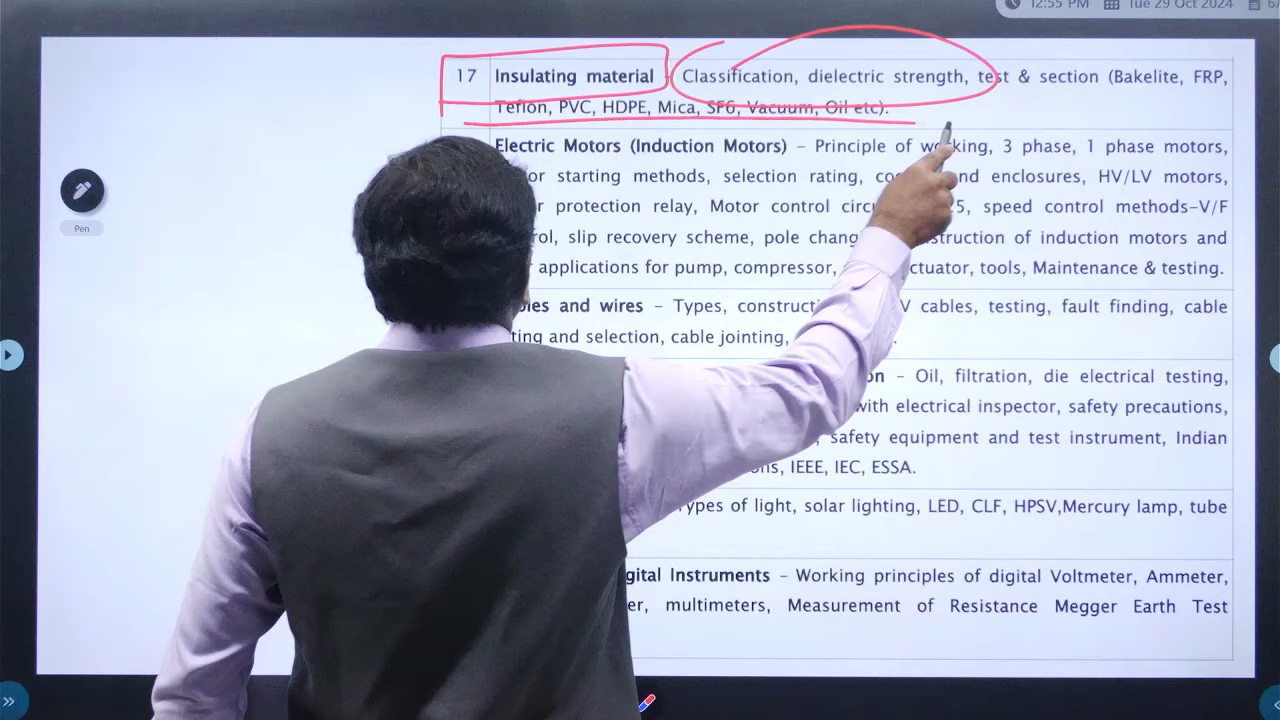 12:55 PM Tue 29 Oct 2024
17 Insulating material Classification, dielectric strength, test & section (Bakelite, FRP,
Teflon, PVC, HDPE, Mica, SF6, Vacuum, Oil etc).
Electric Motors (Induction Motors) – Principle of working, 3 phase, 1 phase motors,
starting methods, selection rating, and enclosures, HV/LV motors,
protection relay, Motor control speed control methods-V/F
slip recovery scheme, pole of induction motors and
applications for pump, compressor, tools, Maintenance & testing.
and wires – Types, cables, testing, fault finding, cable
and selection, cable jointing,
– Oil, filtration, die electrical testing,
with electrical inspector, safety precautions,
safety equipment and test instrument, Indian
IEEE, IEC, ESSA.
Types of light, solar lighting, LED, CLF, HPSV,Mercury lamp, tube
Instruments – Working principles of digital Voltmeter, Ammeter,
multimeters, Measurement of Resistance Megger Earth Test
Pen